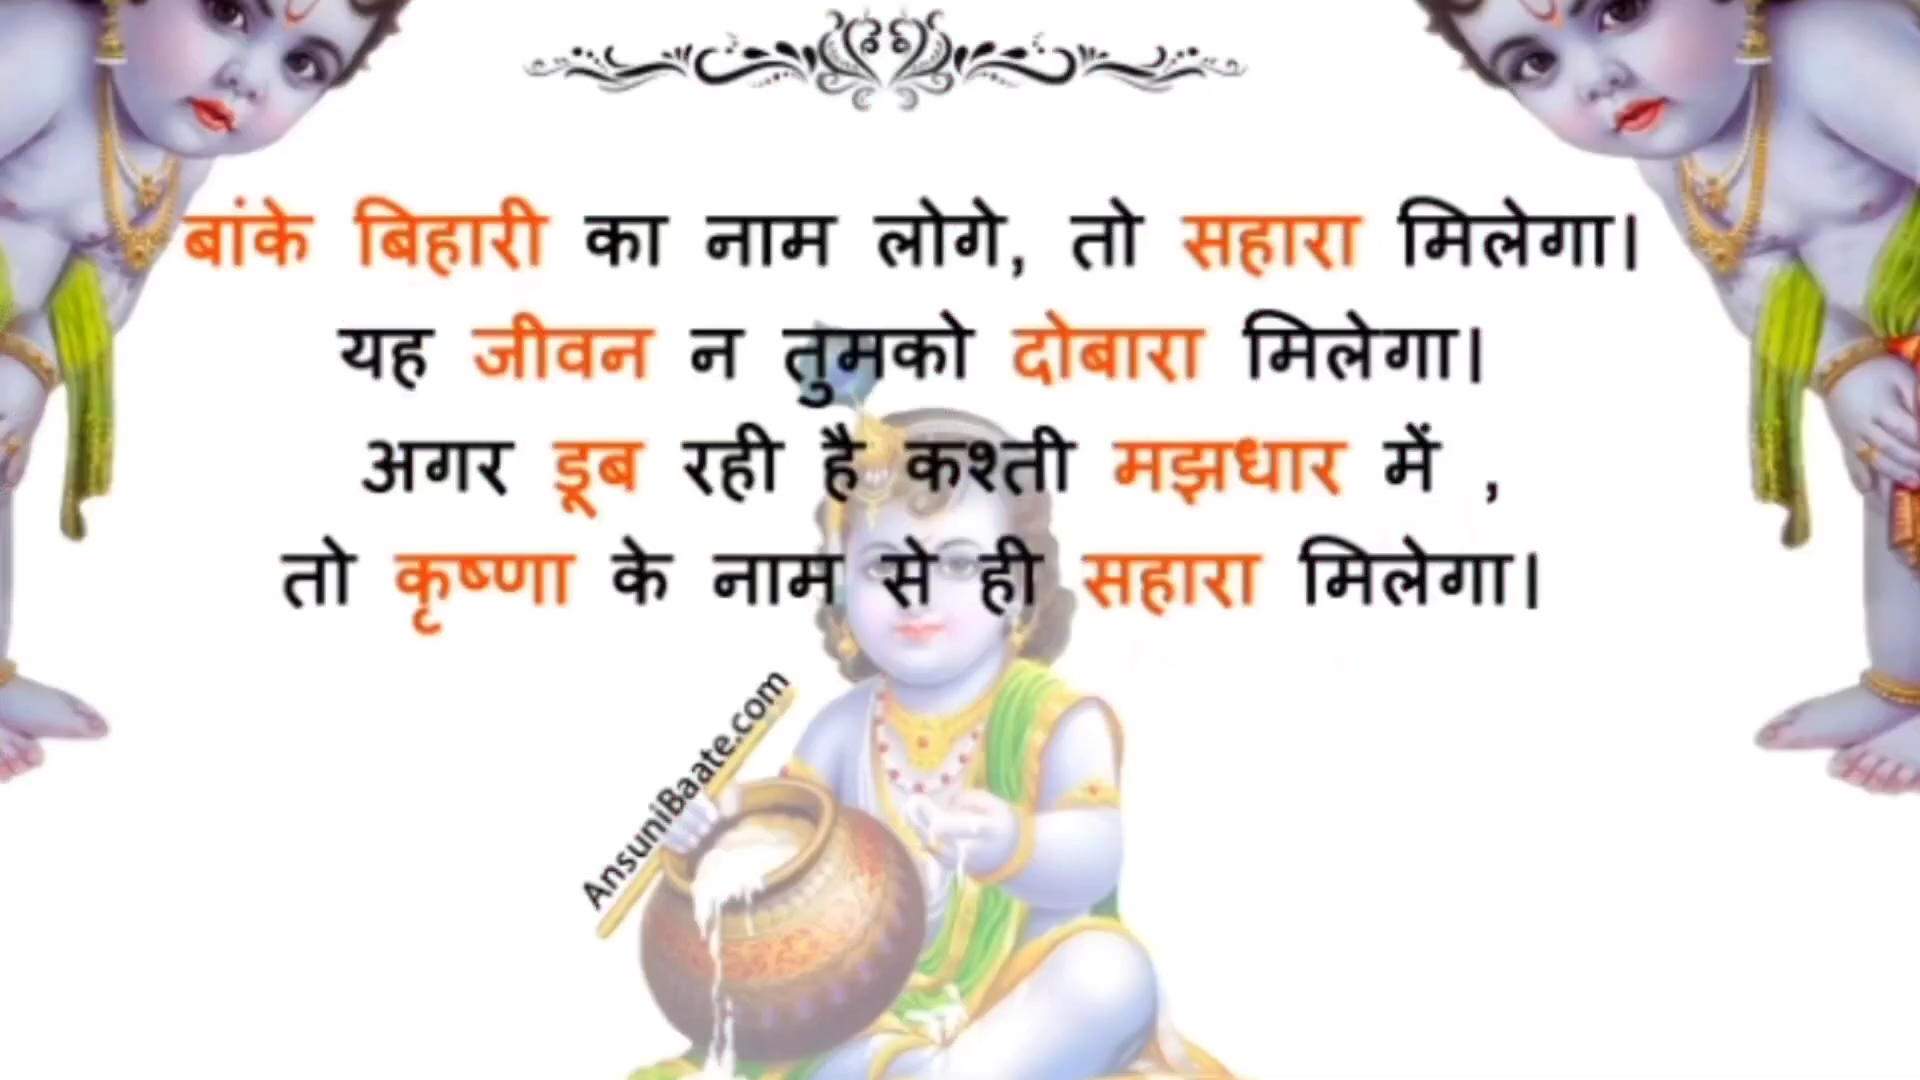 बांके बिहारी का नाम लोगे, तो सहारा मिलेगा।
यह जीवन न तुमको दोबारा मिलेगा।
अगर डूब रही है कश्ती मझधार में ,
तो कृष्णा के नाम से ही सहारा मिलेगा।
AnsuniBaate.com